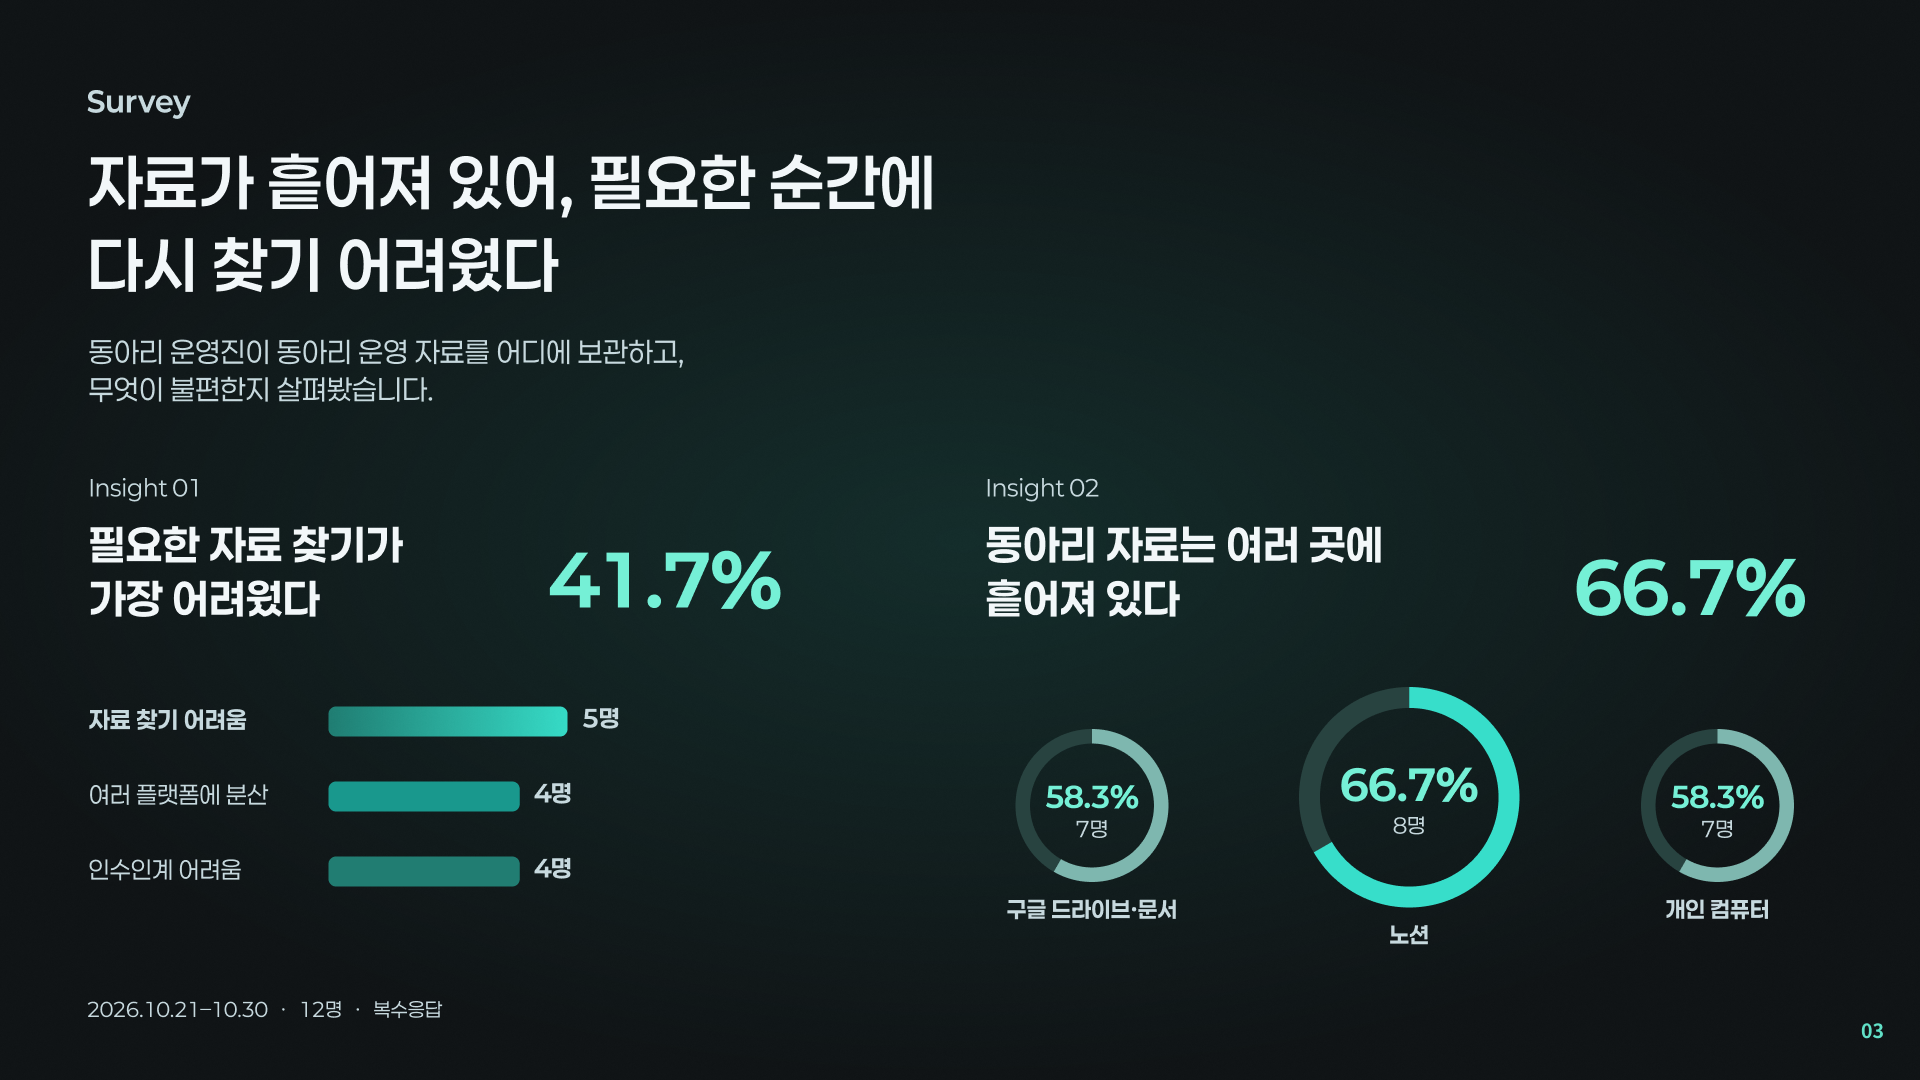 Survey
자료가 흩어져 있어, 필요한 순간에
다시 찾기 어려웠다
동아리 운영진이 동아리 운영 자료를 어디에 보관하고,
무엇이 불편한지 살펴봤습니다.
Insight 01
필요한 자료 찾기가
가장 어려웠다
41.7%
자료 찾기 어려움
5명
여러 플랫폼에 분산
4명
인수인계 어려움
4명
Insight 02
동아리 자료는 여러 곳에
흩어져 있다
66.7%
58.3%
7명
구글 드라이브·문서
66.7%
8명
노션
58.3%
7명
개인 컴퓨터
2026.10.21–10.30 · 12명 · 복수응답
03